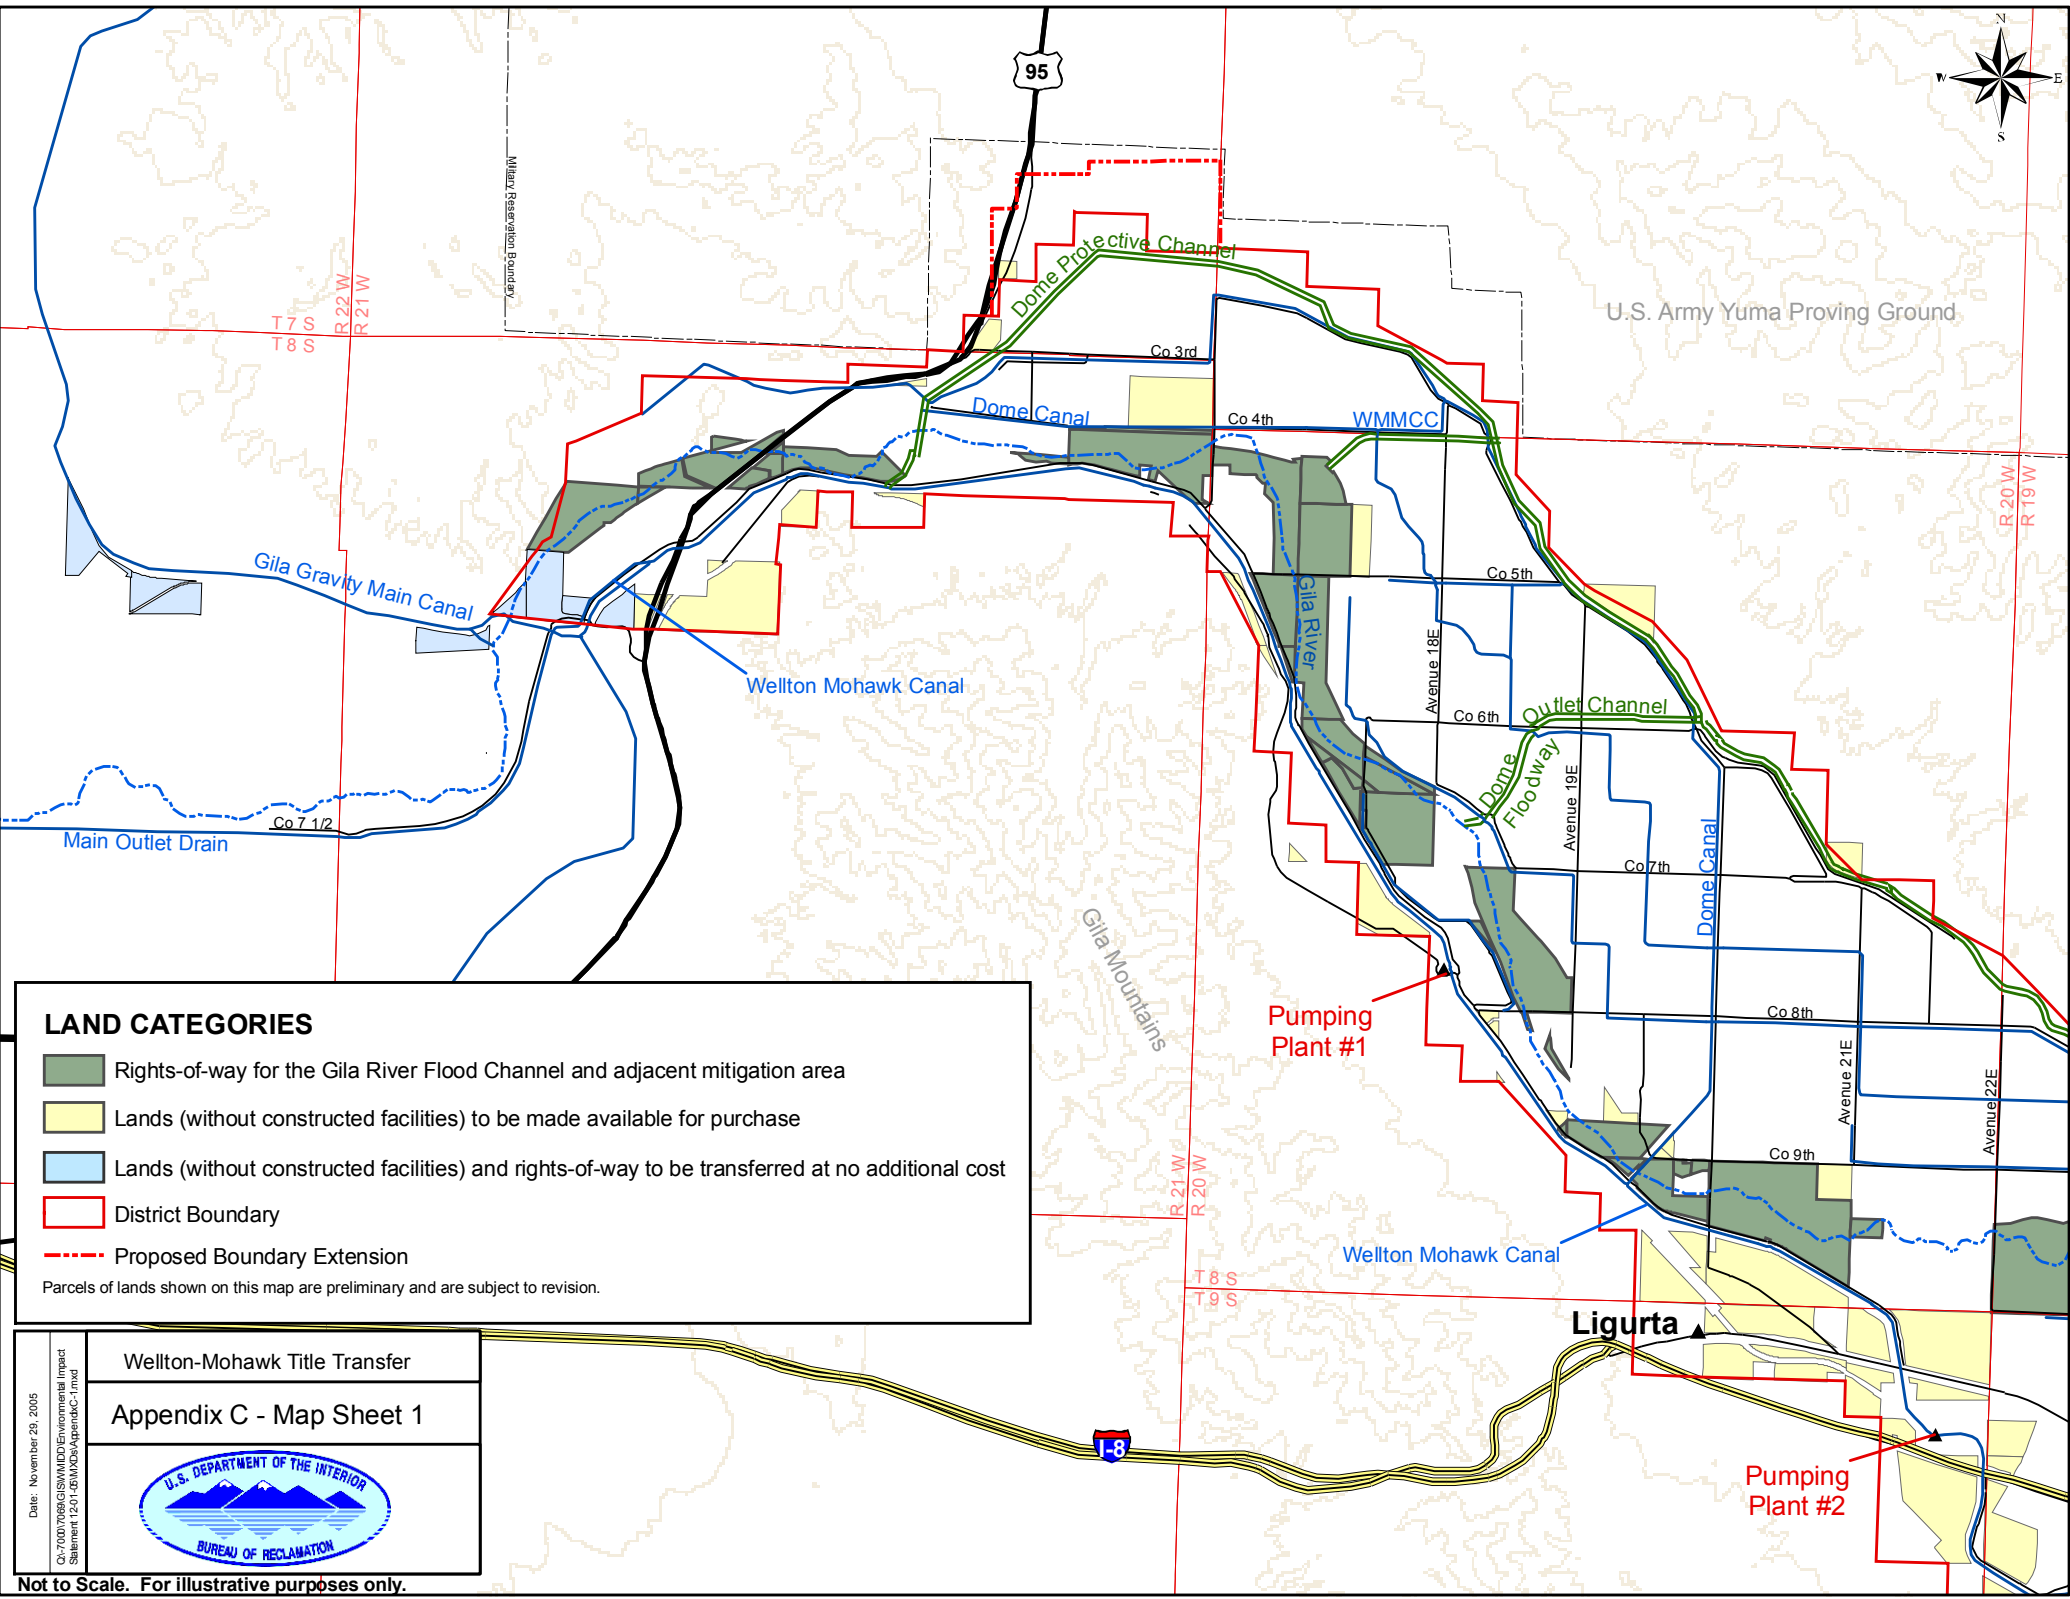 N
W
E
S
95
Military Reservation Boundary
U.S. Army Yuma Proving Ground
Dome Protective Channel
R 22 W
R 21 W
T 7 S
T 8 S
Co 3rd
Dome Canal
Co 4th
WMMCC
R 20 W
R 19 W
Gila Gravity Main Canal
Co 5th
Gila River
Avenue 18E
Wellton Mohawk Canal
Co 6th
Outlet Channel
Dome
Floodway
Avenue 19E
Co 7 1/2
Main Outlet Drain
Dome Canal
Co 7th
Gila Mountains
Pumping
Plant #1
Co 8th
Avenue 21E
Avenue 22E
Co 9th
R 21 W
R 20 W
Wellton Mohawk Canal
T 8 S
T 9 S
Ligurta
I-8
Pumping
Plant #2
LAND CATEGORIES
Rights-of-way for the Gila River Flood Channel and adjacent mitigation area
Lands (without constructed facilities) to be made available for purchase
Lands (without constructed facilities) and rights-of-way to be transferred at no additional cost
District Boundary
Proposed Boundary Extension
Parcels of lands shown on this map are preliminary and are subject to revision.
Date: November 29, 2005
Wellton-Mohawk Title Transfer
Appendix C - Map Sheet 1
U.S. DEPARTMENT OF THE INTERIOR
BUREAU OF RECLAMATION
Not to Scale. For illustrative purposes only.